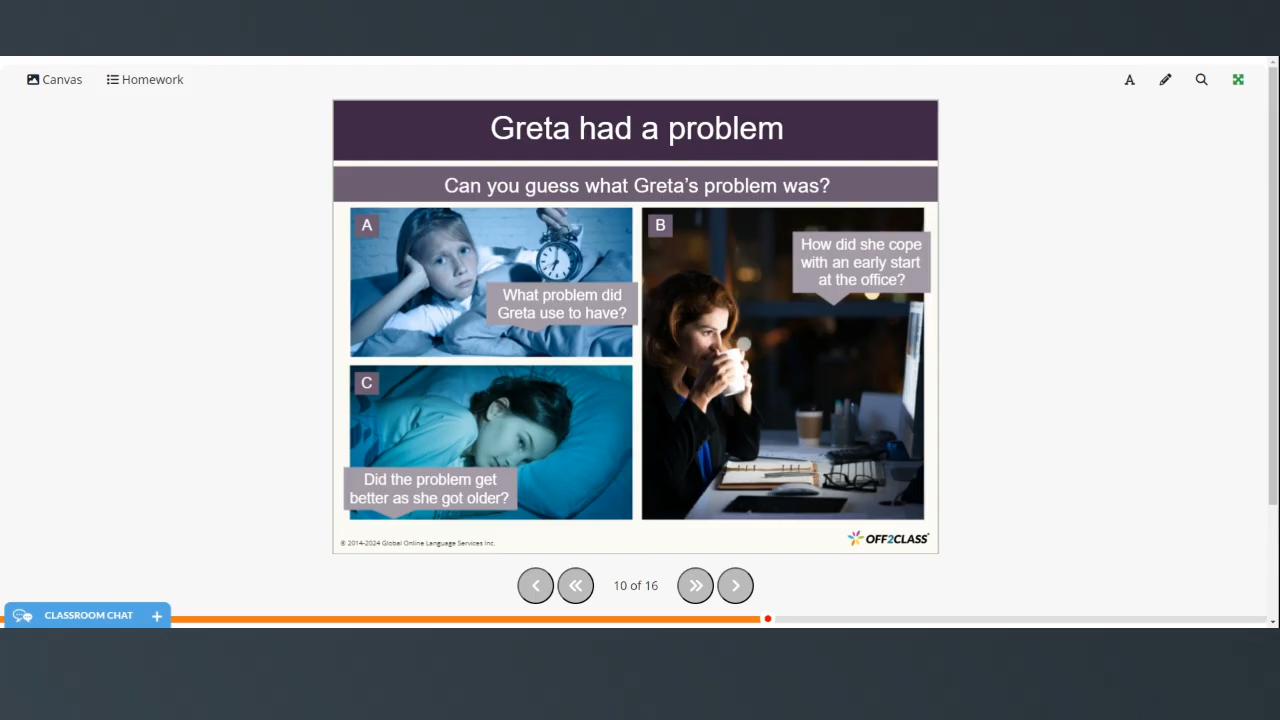 Canvas
Homework
A
Greta had a problem
Can you guess what Greta's problem was?
A
What problem did
Greta use to have?
B
How did she cope
with an early start
at the office?
C
Did the problem get
better as she got older?
© 2014-2024 Global Online Language Services Inc.
OFF2CLASS
10 of 16
CLASSROOM CHAT +